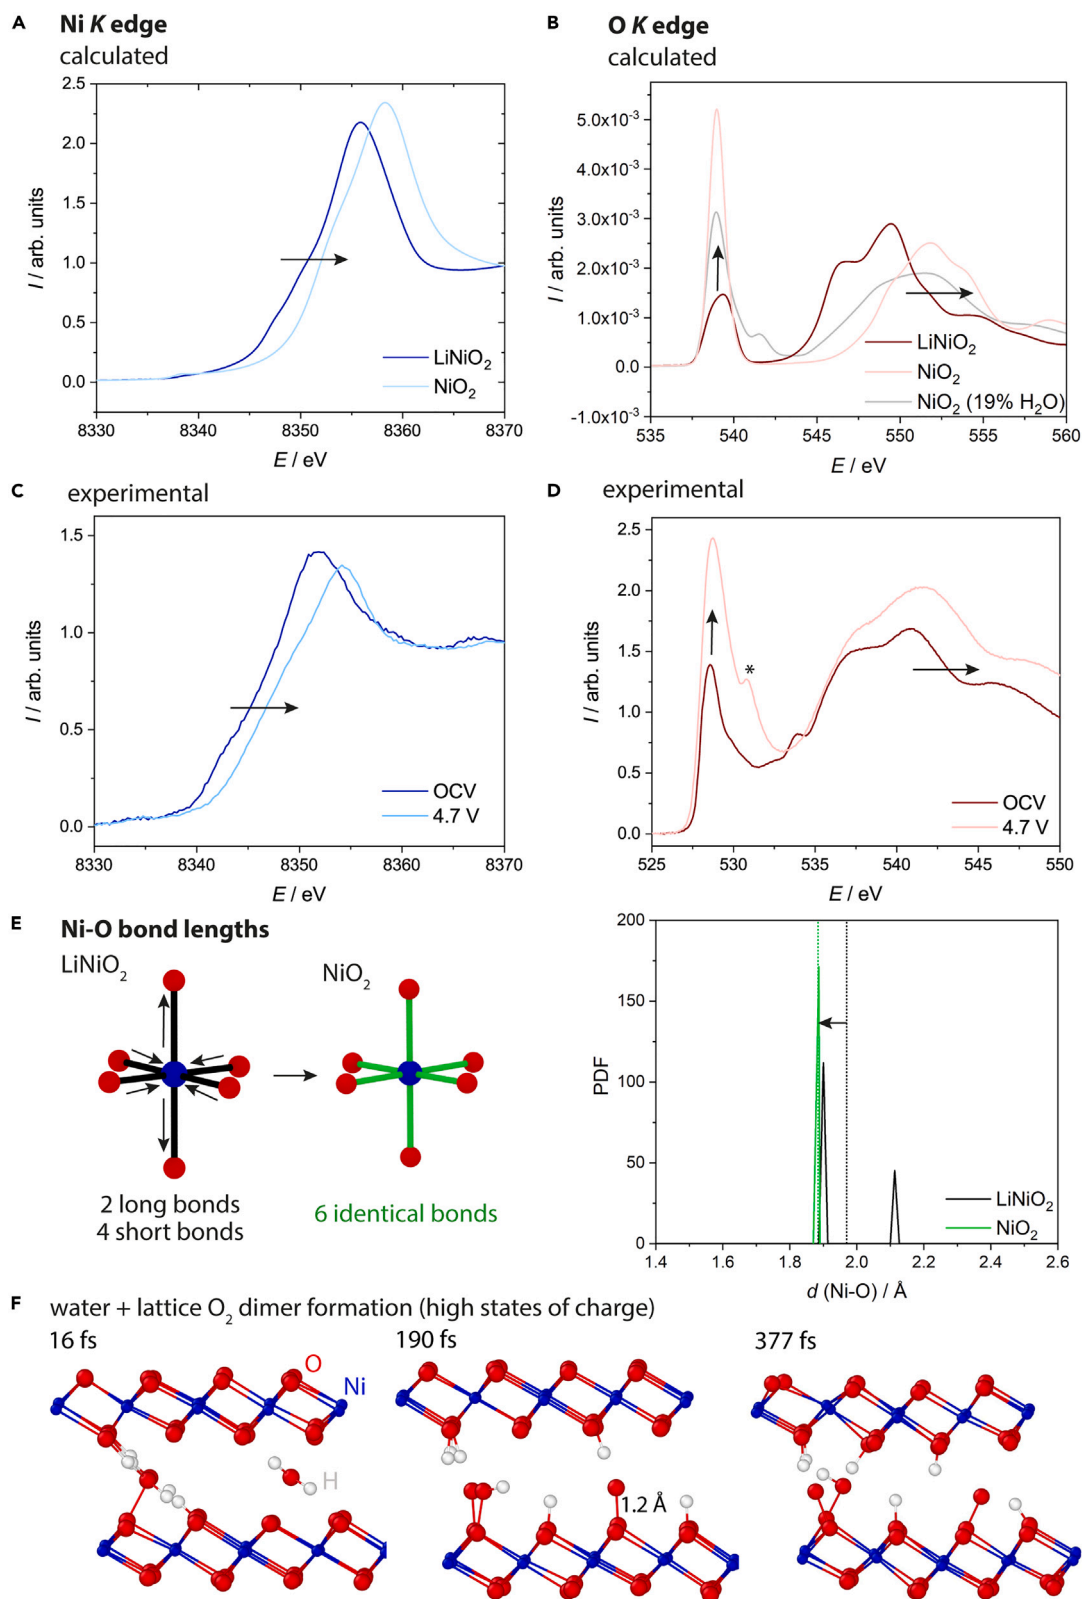 A Ni K edge
calculated
2.5
2.0
1.5
1.0
0.5
0.0
I / arb. units
LiNiO2
NiO2
8330 8340 8350 8360 8370
E / eV
B O K edge
calculated
5.0x10-3
4.0x10-3
3.0x10-3
2.0x10-3
1.0x10-3
0.0
-1.0x10-3
I / arb. units
LiNiO2
NiO2
NiO2 (19% H2O)
535 540 545 550 555 560
E / eV
C experimental
1.5
1.0
0.5
0.0
I / arb. units
OCV
4.7 V
8330 8340 8350 8360 8370
E / eV
D experimental
2.5
2.0
1.5
1.0
0.5
0.0
I / arb. units
*
OCV
4.7 V
525 530 535 540 545 550
E / eV
E Ni-O bond lengths
LiNiO2
NiO2
2 long bonds
4 short bonds
6 identical bonds
200
150
100
50
0
PDF
LiNiO2
NiO2
1.4 1.6 1.8 2.0 2.2 2.4 2.6
d (Ni-O) / Å
F water + lattice O2 dimer formation (high states of charge)
16 fs
190 fs
377 fs
O
Ni
H
1.2 Å